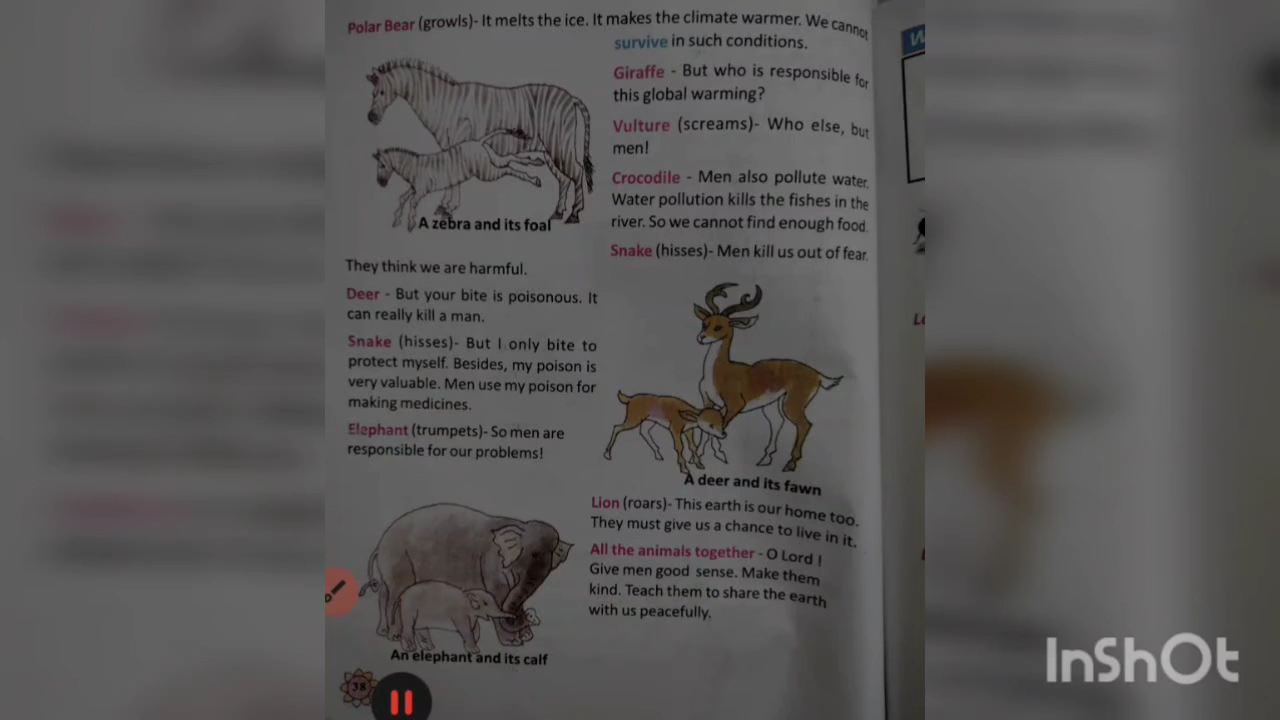 Polar Bear (growls)- It melts the ice. It makes the climate warmer. We cannot
survive in such conditions.
Giraffe - But who is responsible for
this global warming?
Vulture (screams)- Who else, but
men!
Crocodile - Men also pollute water.
Water pollution kills the fishes in the
river. So we cannot find enough food.
A zebra and its foal
Snake (hisses)- Men kill us out of fear.
They think we are harmful.
Deer - But your bite is poisonous. It
can really kill a man.
Snake (hisses)- But I only bite to
protect myself. Besides, my poison is
very valuable. Men use my poison for
making medicines.
Elephant (trumpets)- So men are
responsible for our problems!
A deer and its fawn
Lion (roars)- This earth is our home too.
They must give us a chance to live in it.
All the animals together - O Lord !
Give men good sense. Make them
kind. Teach them to share the earth
with us peacefully.
An elephant and its calf
38
InShOt